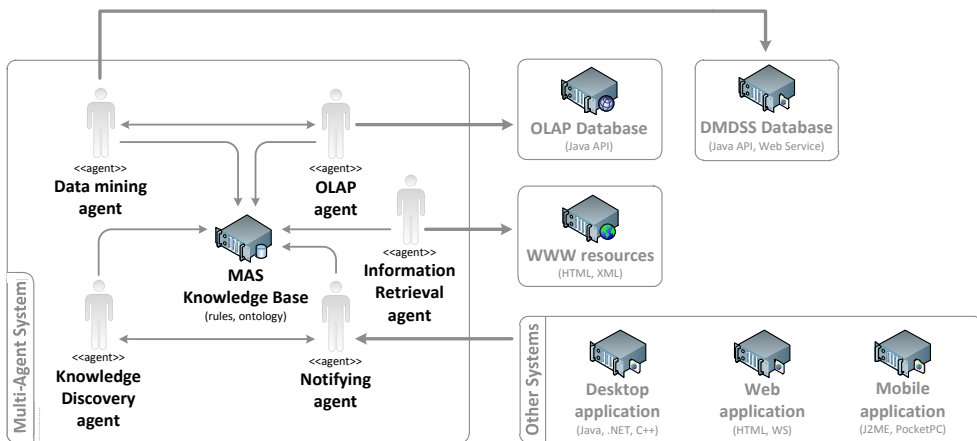 <<agent>>
Data mining
agent
<<agent>>
OLAP
agent
OLAP Database
(Java API)
DMDSS Database
(Java API, Web Service)
MAS
Knowledge Base
(rules, ontology)
<<agent>>
Information
Retrieval
agent
WWW resources
(HTML, XML)
<<agent>>
Knowledge
Discovery
agent
<<agent>>
Notifying
agent
Multi-Agent System
Other Systems
Desktop
application
(Java, .NET, C++)
Web
application
(HTML, WS)
Mobile
application
(J2ME, PocketPC)